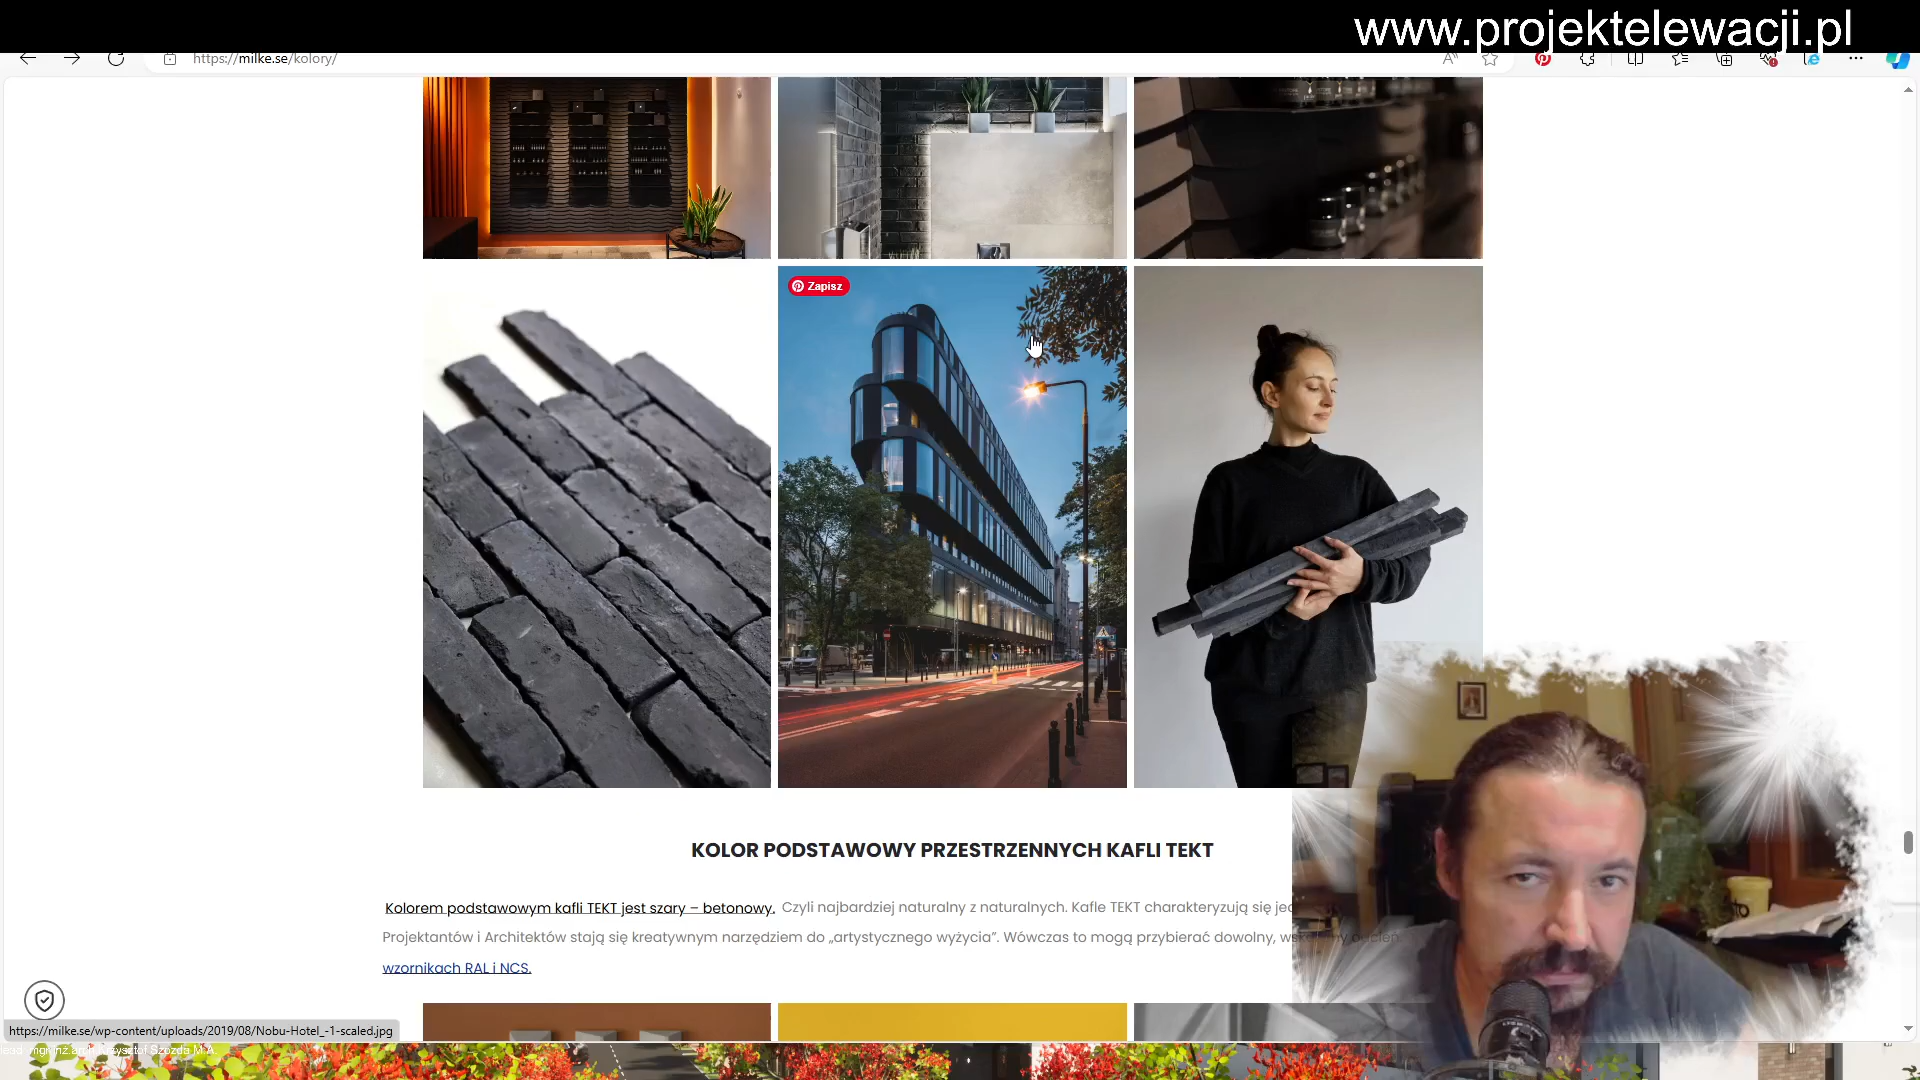 www.projektelewacji.pl
https://milke.se/kolory/
Zapisz
KOLOR PODSTAWOWY PRZESTRZENNYCH KAFLI TEKT
Kolorem podstawowym kafli TEKT jest szary – betonowy. Czyli najbardziej naturalny z naturalnych. Kafle TEKT charakteryzują się
Projektantów i Architektów stają się kreatywnym narzędziem do „artystycznego wyżycia”. Wówczas to mogą przybierać dowolny,
wzornikach RAL i NCS.
https://milke.se/wp-content/uploads/2019/08/Nobu-Hotel_-1-scaled.jpg
Szozda M.A.